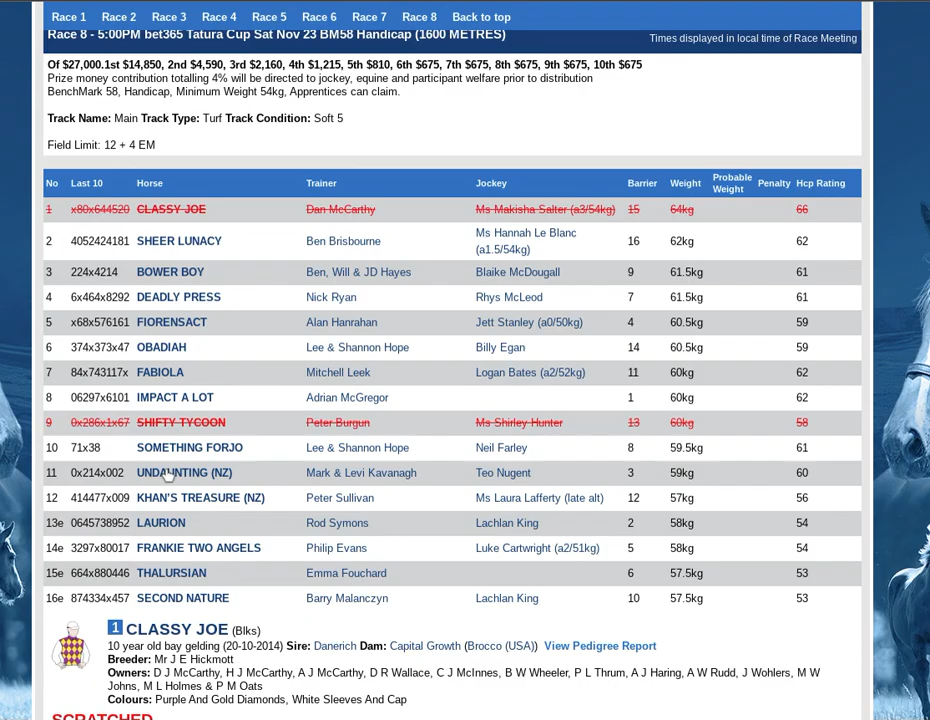 Race 1 Race 2 Race 3 Race 4 Race 5 Race 6 Race 7 Race 8 Back to top
Race 8 - 5:00PM bet365 Tatura Cup Sat Nov 23 BM58 Handicap (1600 METRES) Times displayed in local time of Race Meeting
Of $27,000.1st $14,850, 2nd $4,590, 3rd $2,160, 4th $1,215, 5th $810, 6th $675, 7th $675, 8th $675, 9th $675, 10th $675
Prize money contribution totalling 4% will be directed to jockey, equine and participant welfare prior to distribution
BenchMark 58, Handicap, Minimum Weight 54kg, Apprentices can claim.
Track Name: Main Track Type: Turf Track Condition: Soft 5
Field Limit: 12 + 4 EM
No Last 10 Horse Trainer Jockey Barrier Weight Probable Weight Penalty Hcp Rating
1 x80x644520 CLASSY JOE Dan McCarthy Ms Makisha Salter (a3/54kg) 15 64kg 66
2 4052424181 SHEER LUNACY Ben Brisbourne Ms Hannah Le Blanc (a1.5/54kg) 16 62kg 62
3 224x4214 BOWER BOY Ben, Will & JD Hayes Blaike McDougall 9 61.5kg 61
4 6x464x8292 DEADLY PRESS Nick Ryan Rhys McLeod 7 61.5kg 61
5 x68x576161 FIORENSACT Alan Hanrahan Jett Stanley (a0/50kg) 4 60.5kg 59
6 374x373x47 OBADIAH Lee & Shannon Hope Billy Egan 14 60.5kg 59
7 84x743117x FABIOLA Mitchell Leek Logan Bates (a2/52kg) 11 60kg 62
8 06297x6101 IMPACT A LOT Adrian McGregor 1 60kg 62
9 0x286x1x67 SHIFTY TYCOON Peter Burgun Ms Shirley Hunter 13 60kg 58
10 71x38 SOMETHING FORJO Lee & Shannon Hope Neil Farley 8 59.5kg 61
11 0x214x002 UNDAUNTING (NZ) Mark & Levi Kavanagh Teo Nugent 3 59kg 60
12 414477x009 KHAN'S TREASURE (NZ) Peter Sullivan Ms Laura Lafferty (late alt) 12 57kg 56
13e 0645738952 LAURION Rod Symons Lachlan King 2 58kg 54
14e 3297x80017 FRANKIE TWO ANGELS Philip Evans Luke Cartwright (a2/51kg) 5 58kg 54
15e 664x880446 THALURSIAN Emma Fouchard 6 57.5kg 53
16e 874334x457 SECOND NATURE Barry Malanczyn Lachlan King 10 57.5kg 53
1 CLASSY JOE (Blks)
10 year old bay gelding (20-10-2014) Sire: Danerich Dam: Capital Growth (Brocco (USA)) View Pedigree Report
Breeder: Mr J E Hickmott
Owners: D J McCarthy, H J McCarthy, A J McCarthy, D R Wallace, C J McInnes, B W Wheeler, P L Thrum, A J Haring, A W Rudd, J Wohlers, M W
Johns, M L Holmes & P M Oats
Colours: Purple And Gold Diamonds, White Sleeves And Cap
SCRATCHED